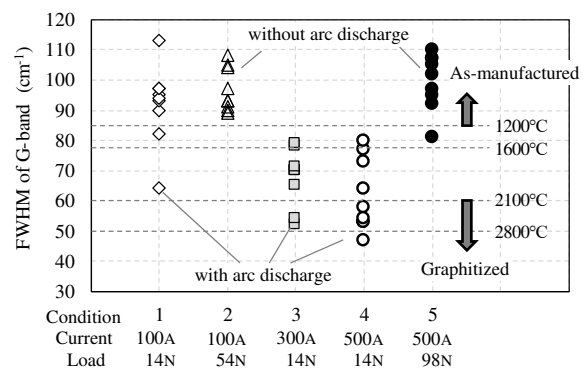 FWHM of G-band (cm⁻¹)
120
110
100
90
80
70
60
50
40
30
without arc discharge
As-manufactured
1200°C
1600°C
2100°C
2800°C
with arc discharge
Graphitized
Condition 1 2 3 4 5
Current 100A 100A 300A 500A 500A
Load 14N 54N 14N 14N 98N